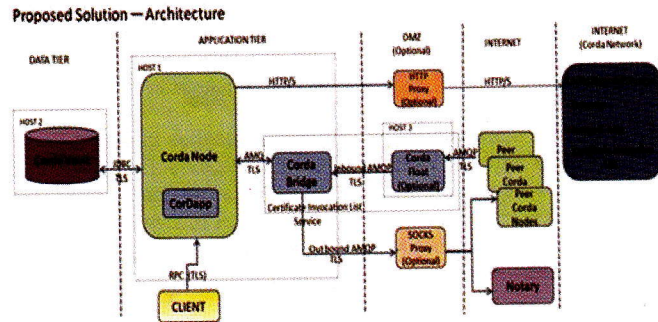 Proposed Solution — Architecture
DATA TIER
APPLICATION TIER
DMZ
(Optional)
INTERNET
INTERNET
(Corda Network)
HOST 2
HOST 1
HTTP/S
HTTP
Proxy
(Optional)
HTTP/S
JDBC
TLS
Corda Node
CorDapp
AMQ
TLS
Corda
Bridge
Inbound AMQP
TLS
HOST 3
Corda
Float
(Optional)
AMQP
TLS
Peer
Peer
Corda
Peer
Corda
Nodes
Certificate Invocation List
Service
Outbound AMQP
TLS
SOCKS
Proxy
(Optional)
RPC (TLS)
CLIENT
Notary